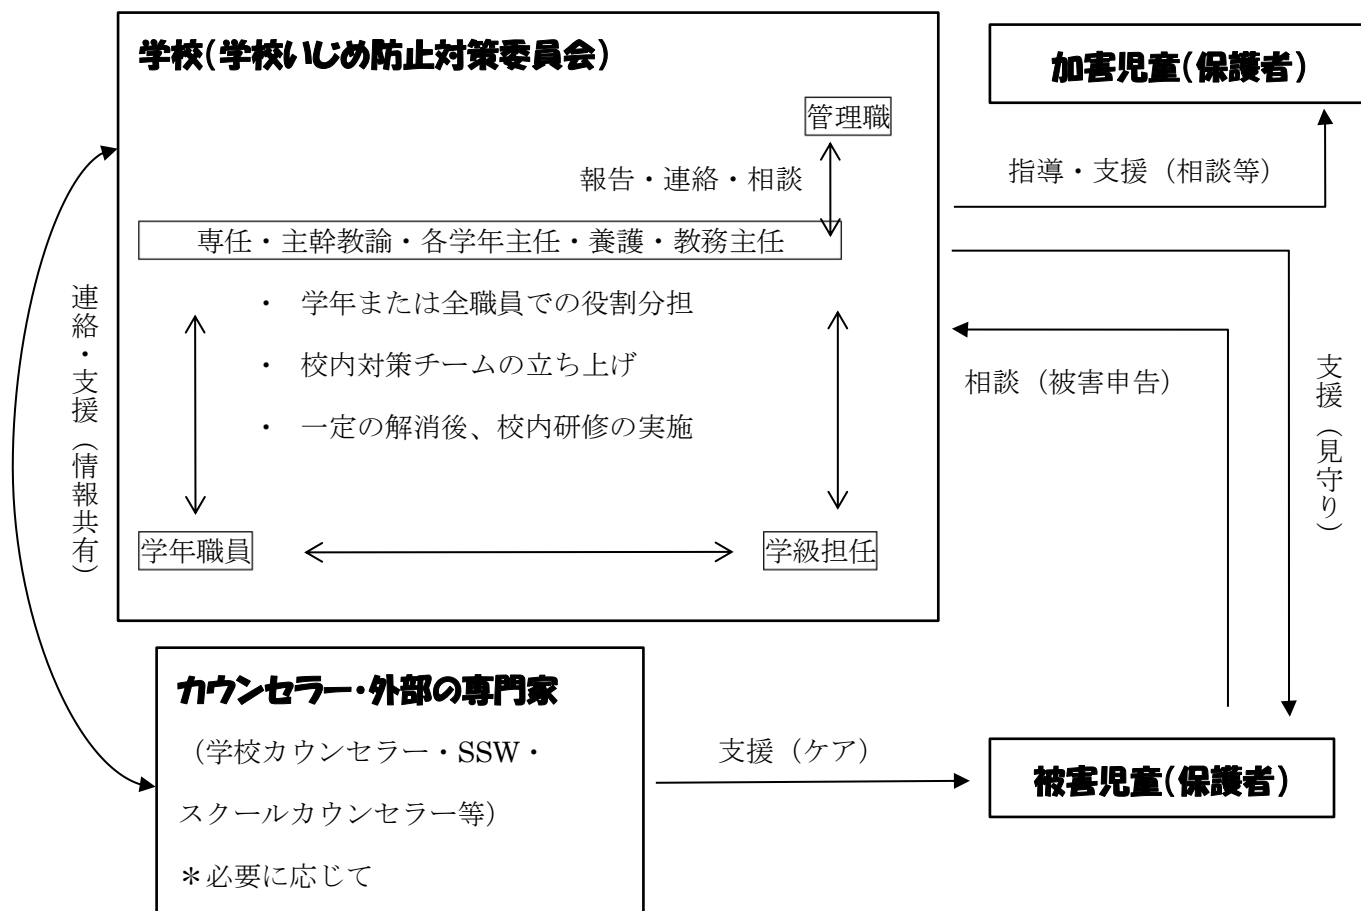 学校(学校いじめ防止対策委員会)
管理職
報告・連絡・相談
専任・主幹教諭・各学年主任・養護・教務主任
・ 学年または全職員での役割分担
・ 校内対策チームの立ち上げ
・ 一定の解消後、校内研修の実施
学年職員
学級担任
連絡・支援（情報共有）
加害児童(保護者)
指導・支援（相談等）
相談（被害申告）
支援（見守り）
カウンセラー・外部の専門家
（学校カウンセラー・SSW・
スクールカウンセラー等）
＊必要に応じて
支援（ケア）
被害児童(保護者)